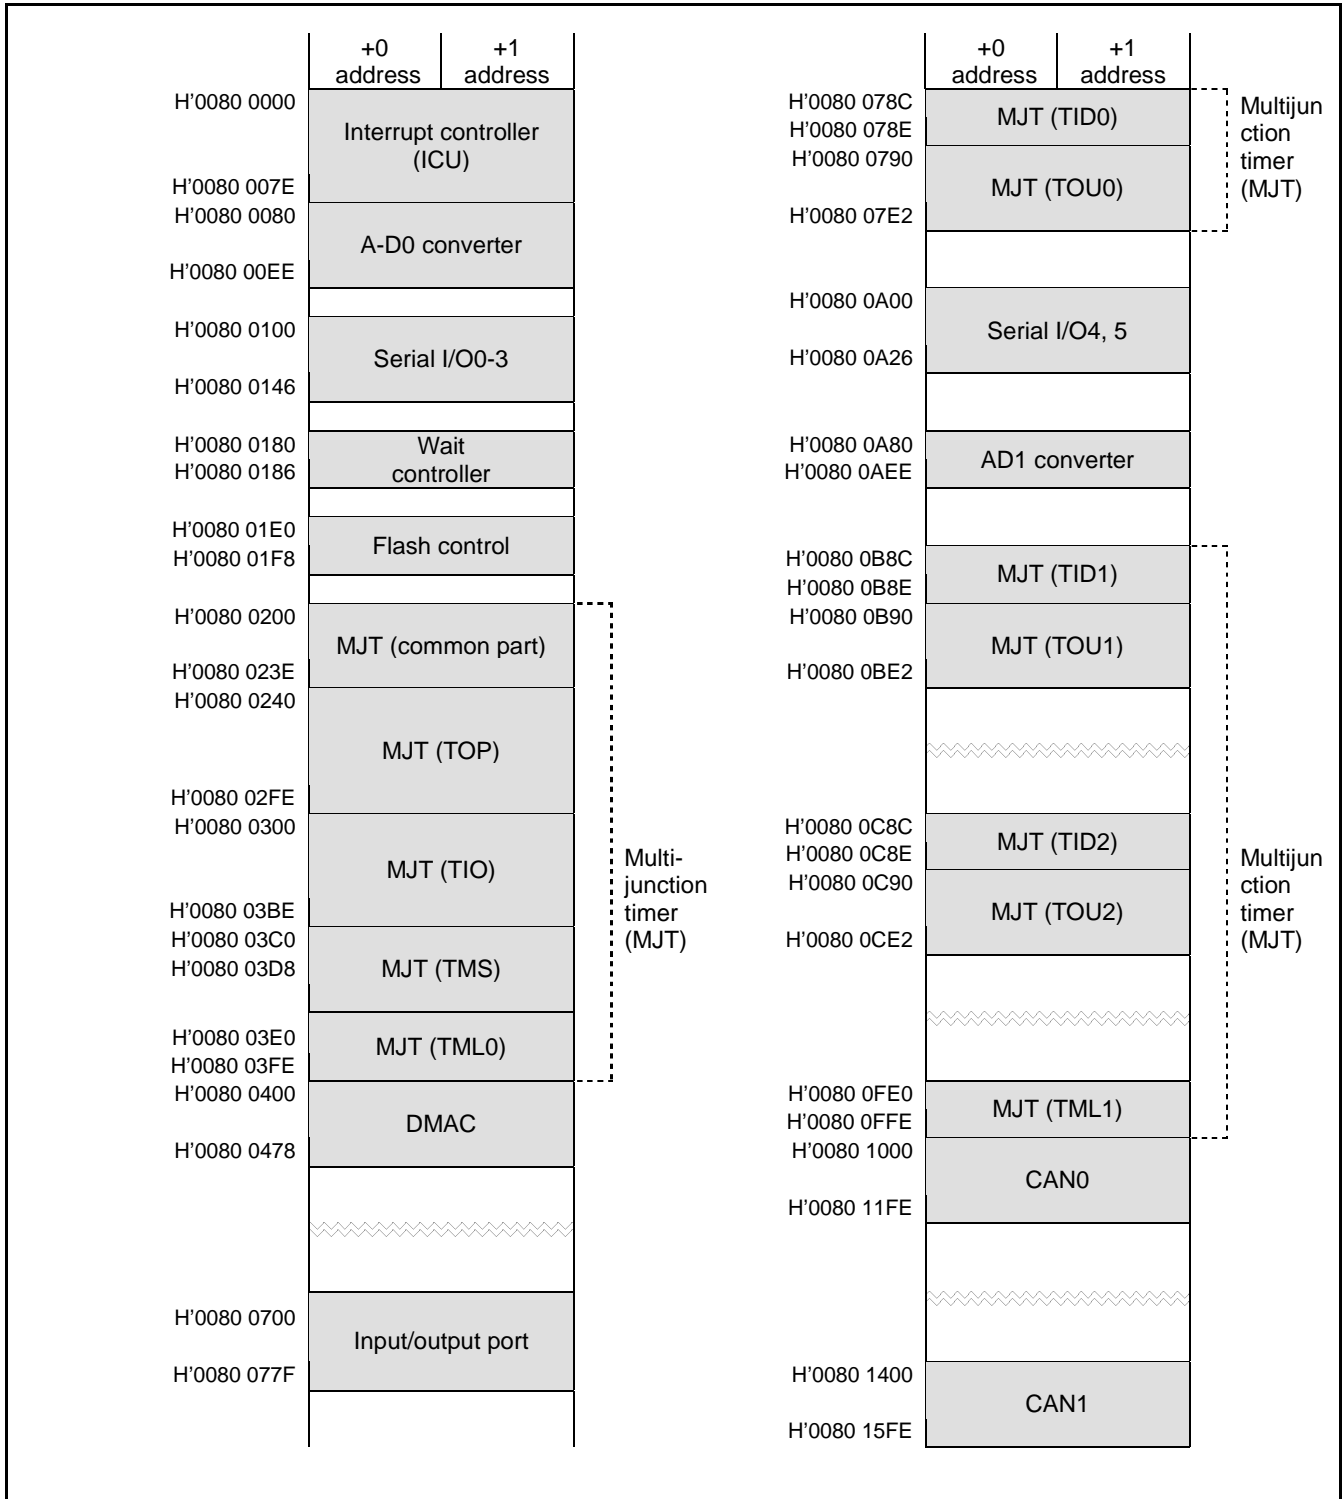 +0 address
+1 address
H'0080 0000
Interrupt controller
(ICU)
H'0080 007E
H'0080 0080
A-D0 converter
H'0080 00EE
H'0080 0100
Serial I/O0-3
H'0080 0146
H'0080 0180
Wait
controller
H'0080 0186
H'0080 01E0
Flash control
H'0080 01F8
H'0080 0200
MJT (common part)
H'0080 023E
H'0080 0240
MJT (TOP)
H'0080 02FE
H'0080 0300
MJT (TIO)
H'0080 03BE
H'0080 03C0
MJT (TMS)
H'0080 03D8
H'0080 03E0
MJT (TML0)
H'0080 03FE
Multi-
junction
timer
(MJT)
H'0080 0400
DMAC
H'0080 0478
H'0080 0700
Input/output port
H'0080 077F
+0 address
+1 address
H'0080 078C
MJT (TID0)
H'0080 078E
H'0080 0790
MJT (TOU0)
H'0080 07E2
Multijun
ction
timer
(MJT)
H'0080 0A00
Serial I/O4, 5
H'0080 0A26
H'0080 0A80
AD1 converter
H'0080 0AEE
H'0080 0B8C
MJT (TID1)
H'0080 0B8E
H'0080 0B90
MJT (TOU1)
H'0080 0BE2
H'0080 0C8C
MJT (TID2)
H'0080 0C8E
H'0080 0C90
MJT (TOU2)
H'0080 0CE2
Multijun
ction
timer
(MJT)
H'0080 0FE0
MJT (TML1)
H'0080 0FFE
H'0080 1000
CAN0
H'0080 11FE
H'0080 1400
CAN1
H'0080 15FE